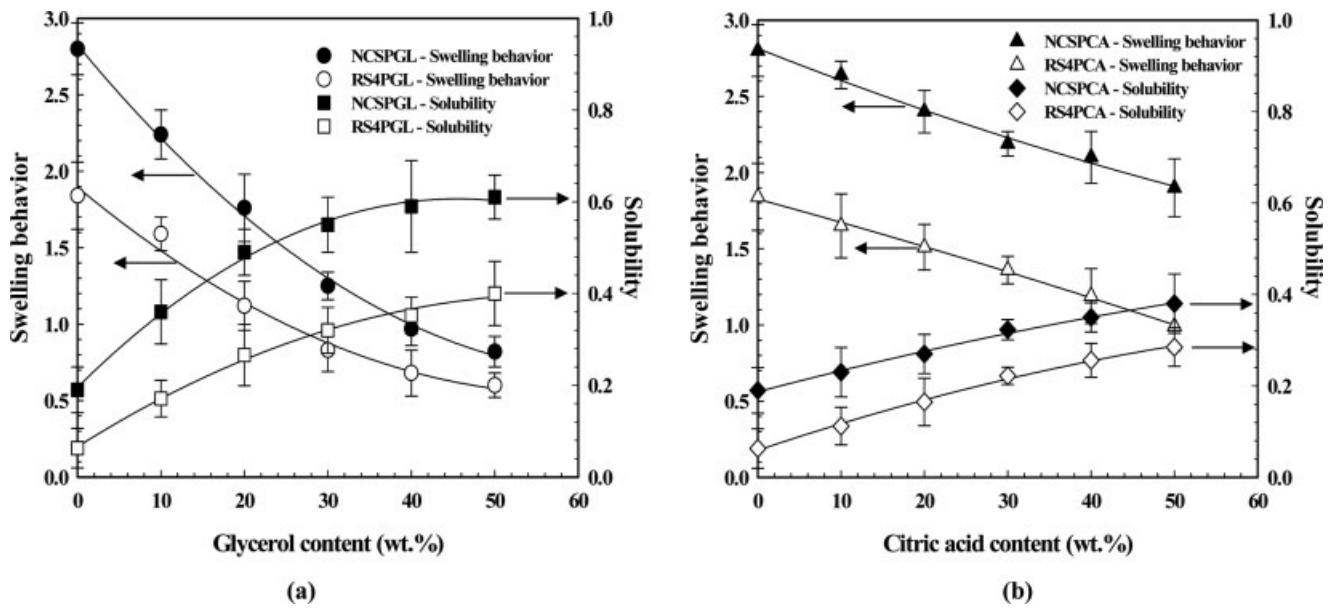 3.0
2.5
2.0
1.5
1.0
0.5
0.0
Swelling behavior
NCSPGL - Swelling behavior
RS4PGL - Swelling behavior
NCSPGL - Solubility
RS4PGL - Solubility
1.0
0.8
0.6
0.4
0.2
0.0
Solubility
0 10 20 30 40 50 60
Glycerol content (wt.%)
(a)
3.0
2.5
2.0
1.5
1.0
0.5
0.0
Swelling behavior
NCSPCA - Swelling behavior
RS4PCA - Swelling behavior
NCSPCA - Solubility
RS4PCA - Solubility
1.0
0.8
0.6
0.4
0.2
0.0
Solubility
0 10 20 30 40 50 60
Citric acid content (wt.%)
(b)